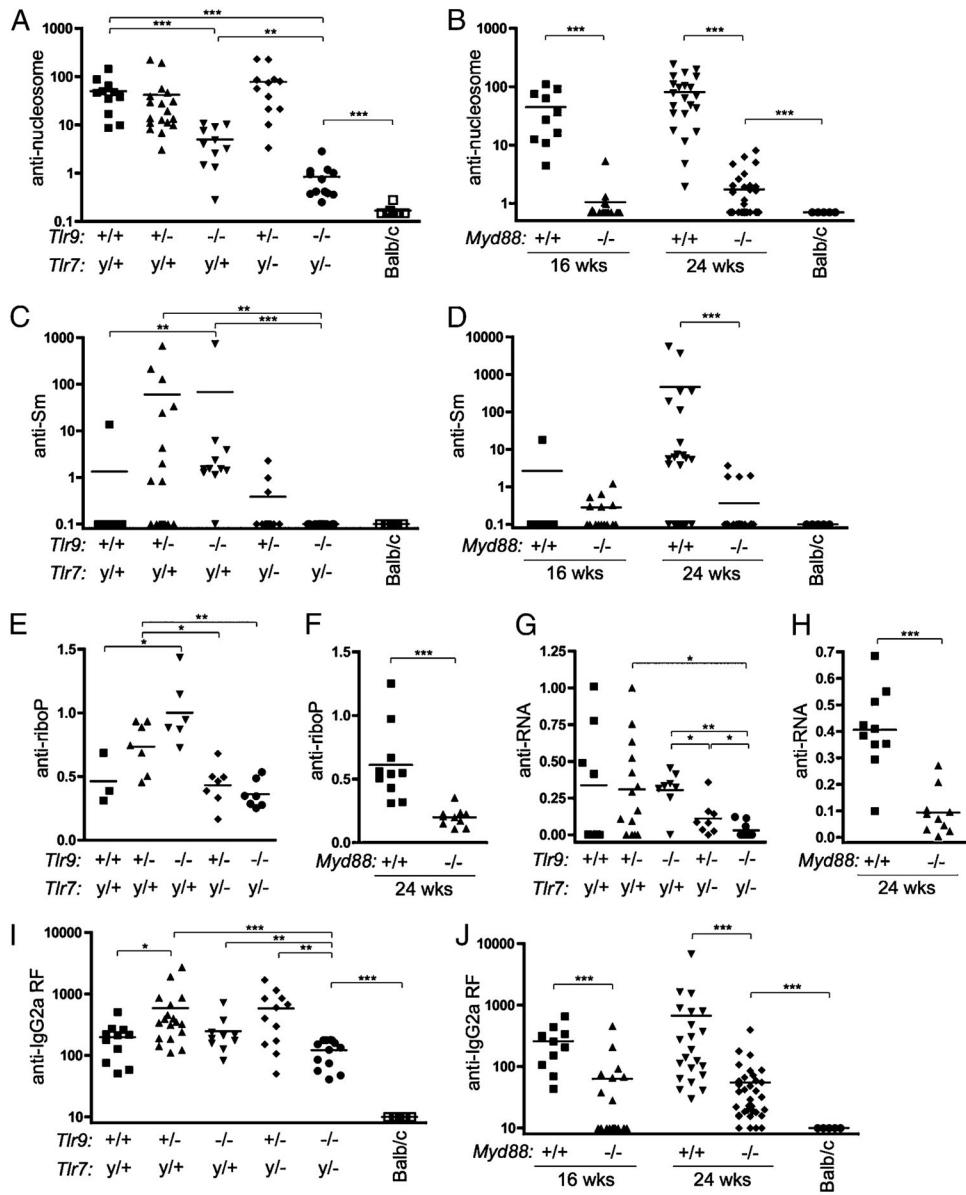 A
anti-nucleosome
1000
100
10
1
0.1
***
***
**
***
Tlr9: +/+ +/- -/- +/- -/-
Tlr7: y/+ y/+ y/+ y/- y/-
Balb/c
B
anti-nucleosome
1000
100
10
1
***
***
***
Myd88: +/+ -/- +/+ -/-
16 wks 24 wks
Balb/c
C
anti-Sm
1000
100
10
1
0.1
**
**
***
Tlr9: +/+ +/- -/- +/- -/-
Tlr7: y/+ y/+ y/+ y/- y/-
Balb/c
D
anti-Sm
10000
1000
100
10
1
0.1
***
Myd88: +/+ -/- +/+ -/-
16 wks 24 wks
Balb/c
E
anti-riboP
1.5
1.0
0.5
0.0
**
*
*
Tlr9: +/+ +/- -/- +/- -/-
Tlr7: y/+ y/+ y/+ y/- y/-
F
anti-riboP
1.5
1.0
0.5
0.0
***
Myd88: +/+ -/-
24 wks
G
anti-RNA
1.25
1.00
0.75
0.50
0.25
0.00
*
**
* *
Tlr9: +/+ +/- -/- +/- -/-
Tlr7: y/+ y/+ y/+ y/- y/-
H
anti-RNA
0.7
0.6
0.5
0.4
0.3
0.2
0.1
0.0
***
Myd88: +/+ -/-
24 wks
I
anti-IgG2a RF
10000
1000
100
10
***
**
* **
***
Tlr9: +/+ +/- -/- +/- -/-
Tlr7: y/+ y/+ y/+ y/- y/-
Balb/c
J
anti-IgG2a RF
10000
1000
100
10
***
***
***
Myd88: +/+ -/- +/+ -/-
16 wks 24 wks
Balb/c